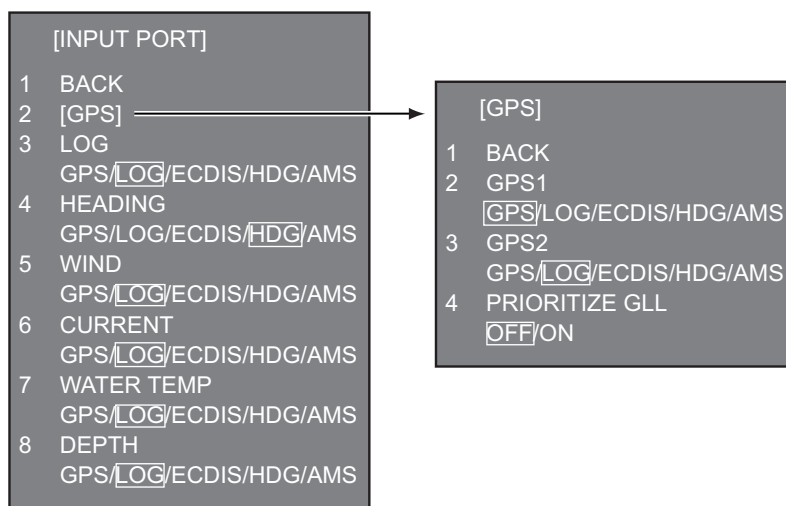 [INPUT PORT]
1 BACK
2 [GPS]
3 LOG
GPS/LOG/ECDIS/HDG/AMS
4 HEADING
GPS/LOG/ECDIS/HDG/AMS
5 WIND
GPS/LOG/ECDIS/HDG/AMS
6 CURRENT
GPS/LOG/ECDIS/HDG/AMS
7 WATER TEMP
GPS/LOG/ECDIS/HDG/AMS
8 DEPTH
GPS/LOG/ECDIS/HDG/AMS
[GPS]
1 BACK
2 GPS1
GPS/LOG/ECDIS/HDG/AMS
3 GPS2
GPS/LOG/ECDIS/HDG/AMS
4 PRIORITIZE GLL
OFF/ON